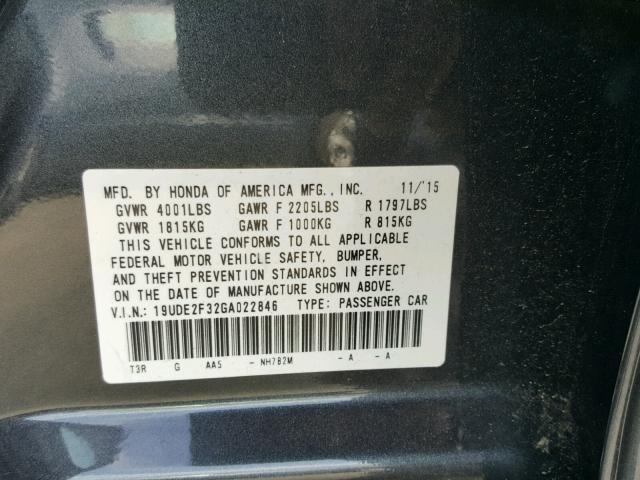 MFD. BY HONDA OF AMERICA MFG., INC. 11/'15
GVWR 4001LBS GAWR F 2205LBS R 1797LBS
GVWR 1815KG GAWR F 1000KG R 815KG
THIS VEHICLE CONFORMS TO ALL APPLICABLE
FEDERAL MOTOR VEHICLE SAFETY, BUMPER,
AND THEFT PREVENTION STANDARDS IN EFFECT
ON THE DATE OF MANUFACTURE SHOWN ABOVE.
V.I.N.: 19UDE2F32GA022846 TYPE: PASSENGER CAR
T3R G AA5 - NH782M - A - A